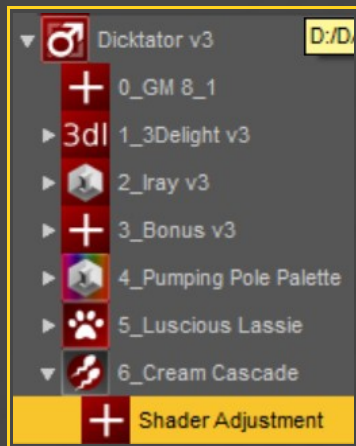 Dicktator v3
D:/D
0_GM 8_1
3dl 1_3Delight v3
2_Iray v3
3_Bonus v3
4_Pumping Pole Palette
5_Luscious Lassie
6_Cream Cascade
Shader Adjustment